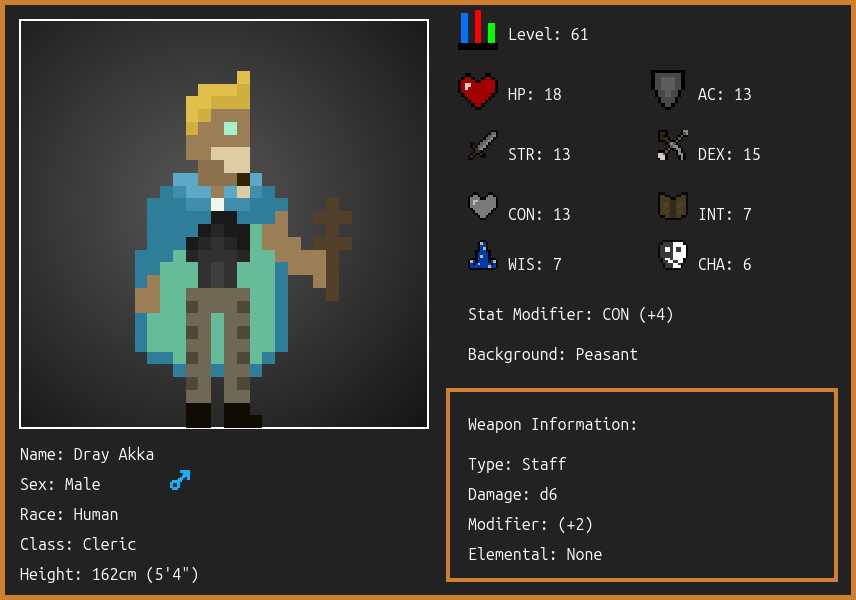 Level: 61
HP: 18
AC: 13
STR: 13
DEX: 15
CON: 13
INT: 7
WIS: 7
CHA: 6
Stat Modifier: CON (+4)
Background: Peasant
Weapon Information:
Type: Staff
Damage: d6
Modifier: (+2)
Elemental: None
Name: Dray Akka
Sex: Male
Race: Human
Class: Cleric
Height: 162cm (5'4")